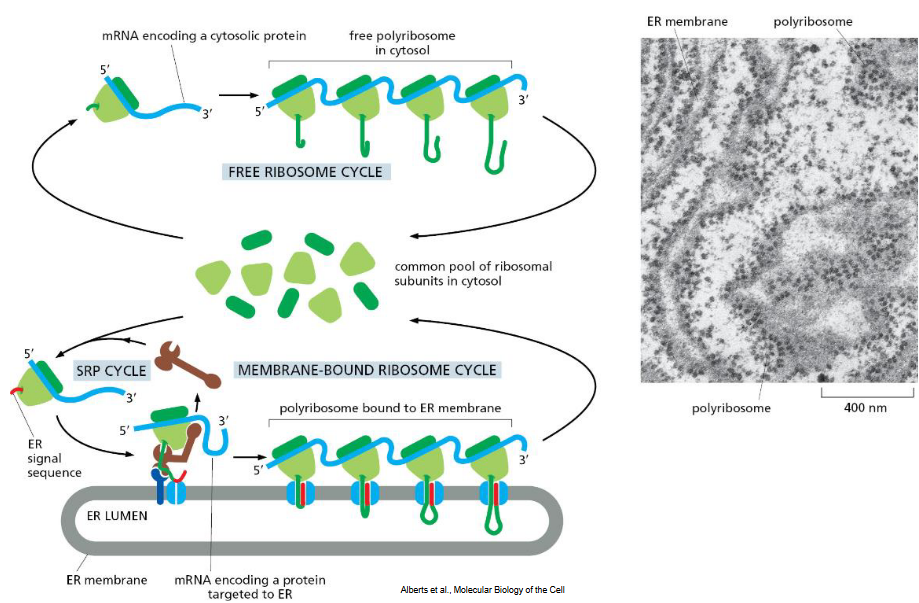 mRNA encoding a cytosolic protein
free polyribosome
in cytosol
5′
3′
5′
3′
FREE RIBOSOME CYCLE
common pool of ribosomal
subunits in cytosol
5′
SRP CYCLE
MEMBRANE-BOUND RIBOSOME CYCLE
3′
ER
signal
sequence
5′
3′
polyribosome bound to ER membrane
5′
3′
ER LUMEN
ER membrane
mRNA encoding a protein
targeted to ER
Alberts et al., Molecular Biology of the Cell
ER membrane
polyribosome
polyribosome
400 nm